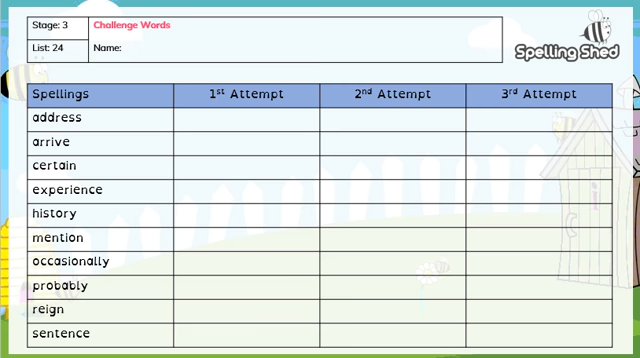 Stage: 3
Challenge Words
List: 24
Name:
Spelling Shed
Spellings 1st Attempt 2nd Attempt 3rd Attempt
address
arrive
certain
experience
history
mention
occasionally
probably
reign
sentence